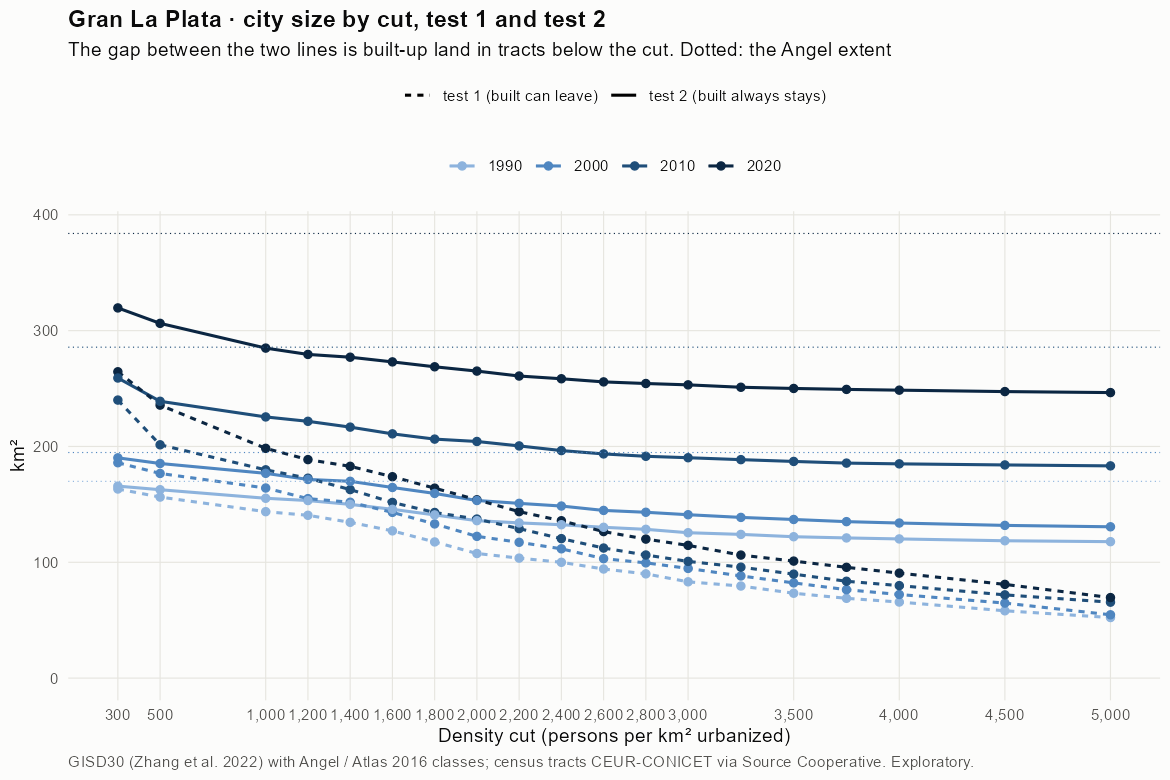 Gran La Plata · city size by cut, test 1 and test 2
The gap between the two lines is built-up land in tracts below the cut. Dotted: the Angel extent
test 1 (built can leave) test 2 (built always stays)
1990 2000 2010 2020
400
300
200
100
0
km²
300 500 1,000 1,200 1,400 1,600 1,800 2,000 2,200 2,400 2,600 2,800 3,000 3,500 4,000 4,500 5,000
Density cut (persons per km² urbanized)
GISD30 (Zhang et al. 2022) with Angel / Atlas 2016 classes; census tracts CEUR-CONICET via Source Cooperative. Exploratory.